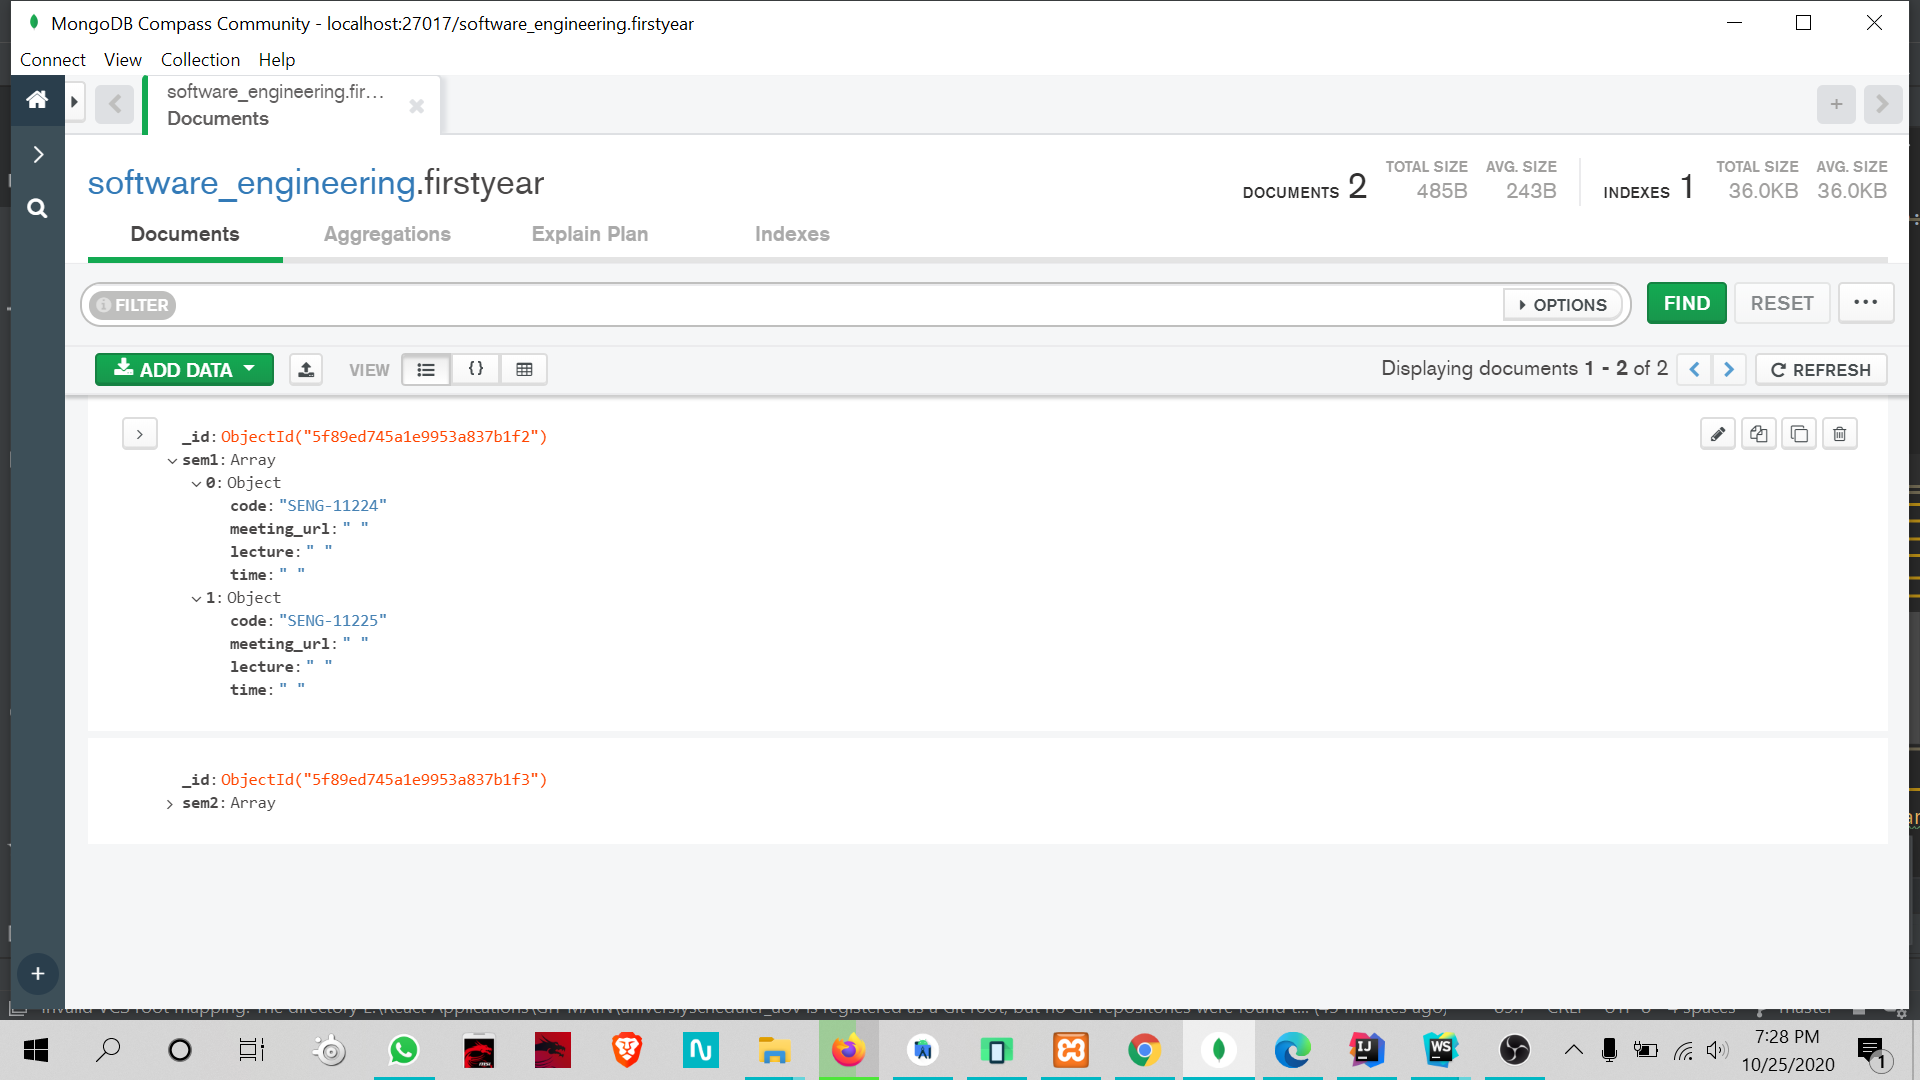 MongoDB Compass Community - localhost:27017/software_engineering.firstyear
Connect View Collection Help
software_engineering.fir...
Documents
software_engineering.firstyear
DOCUMENTS 2 TOTAL SIZE 485B AVG. SIZE 243B INDEXES 1 TOTAL SIZE 36.0KB AVG. SIZE 36.0KB
Documents Aggregations Explain Plan Indexes
FILTER OPTIONS FIND RESET ...
ADD DATA VIEW {} Displaying documents 1 - 2 of 2 REFRESH
_id: ObjectId("5f89ed745a1e9953a837b1f2")
sem1: Array
0: Object
code: "SENG-11224"
meeting_url: " "
lecture: " "
time: " "
1: Object
code: "SENG-11225"
meeting_url: " "
lecture: " "
time: " "
_id: ObjectId("5f89ed745a1e9953a837b1f3")
sem2: Array
7:28 PM
10/25/2020
1